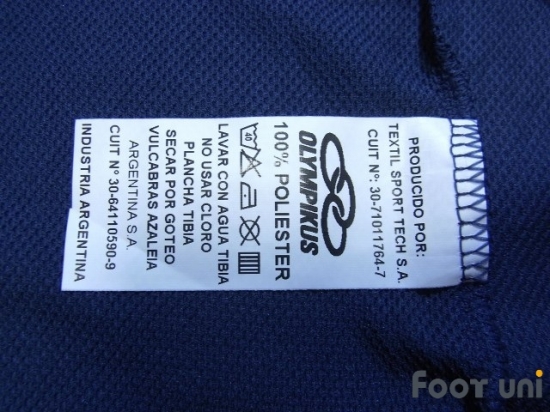 PRODUCIDO POR:
TEXTIL SPORT TECH S.A.
CUIT Nº: 30-71011764-7
OLYMPIKUS
100% POLIESTER
40
LAVAR CON AGUA TIBIA
NO USAR CLORO
PLANCHA TIBIA
SECAR POR GOTEO
VULCABRAS AZALEIA
ARGENTINA S.A.
CUIT Nº 30-64110590-9
INDUSTRIA ARGENTINA
FOOT uni